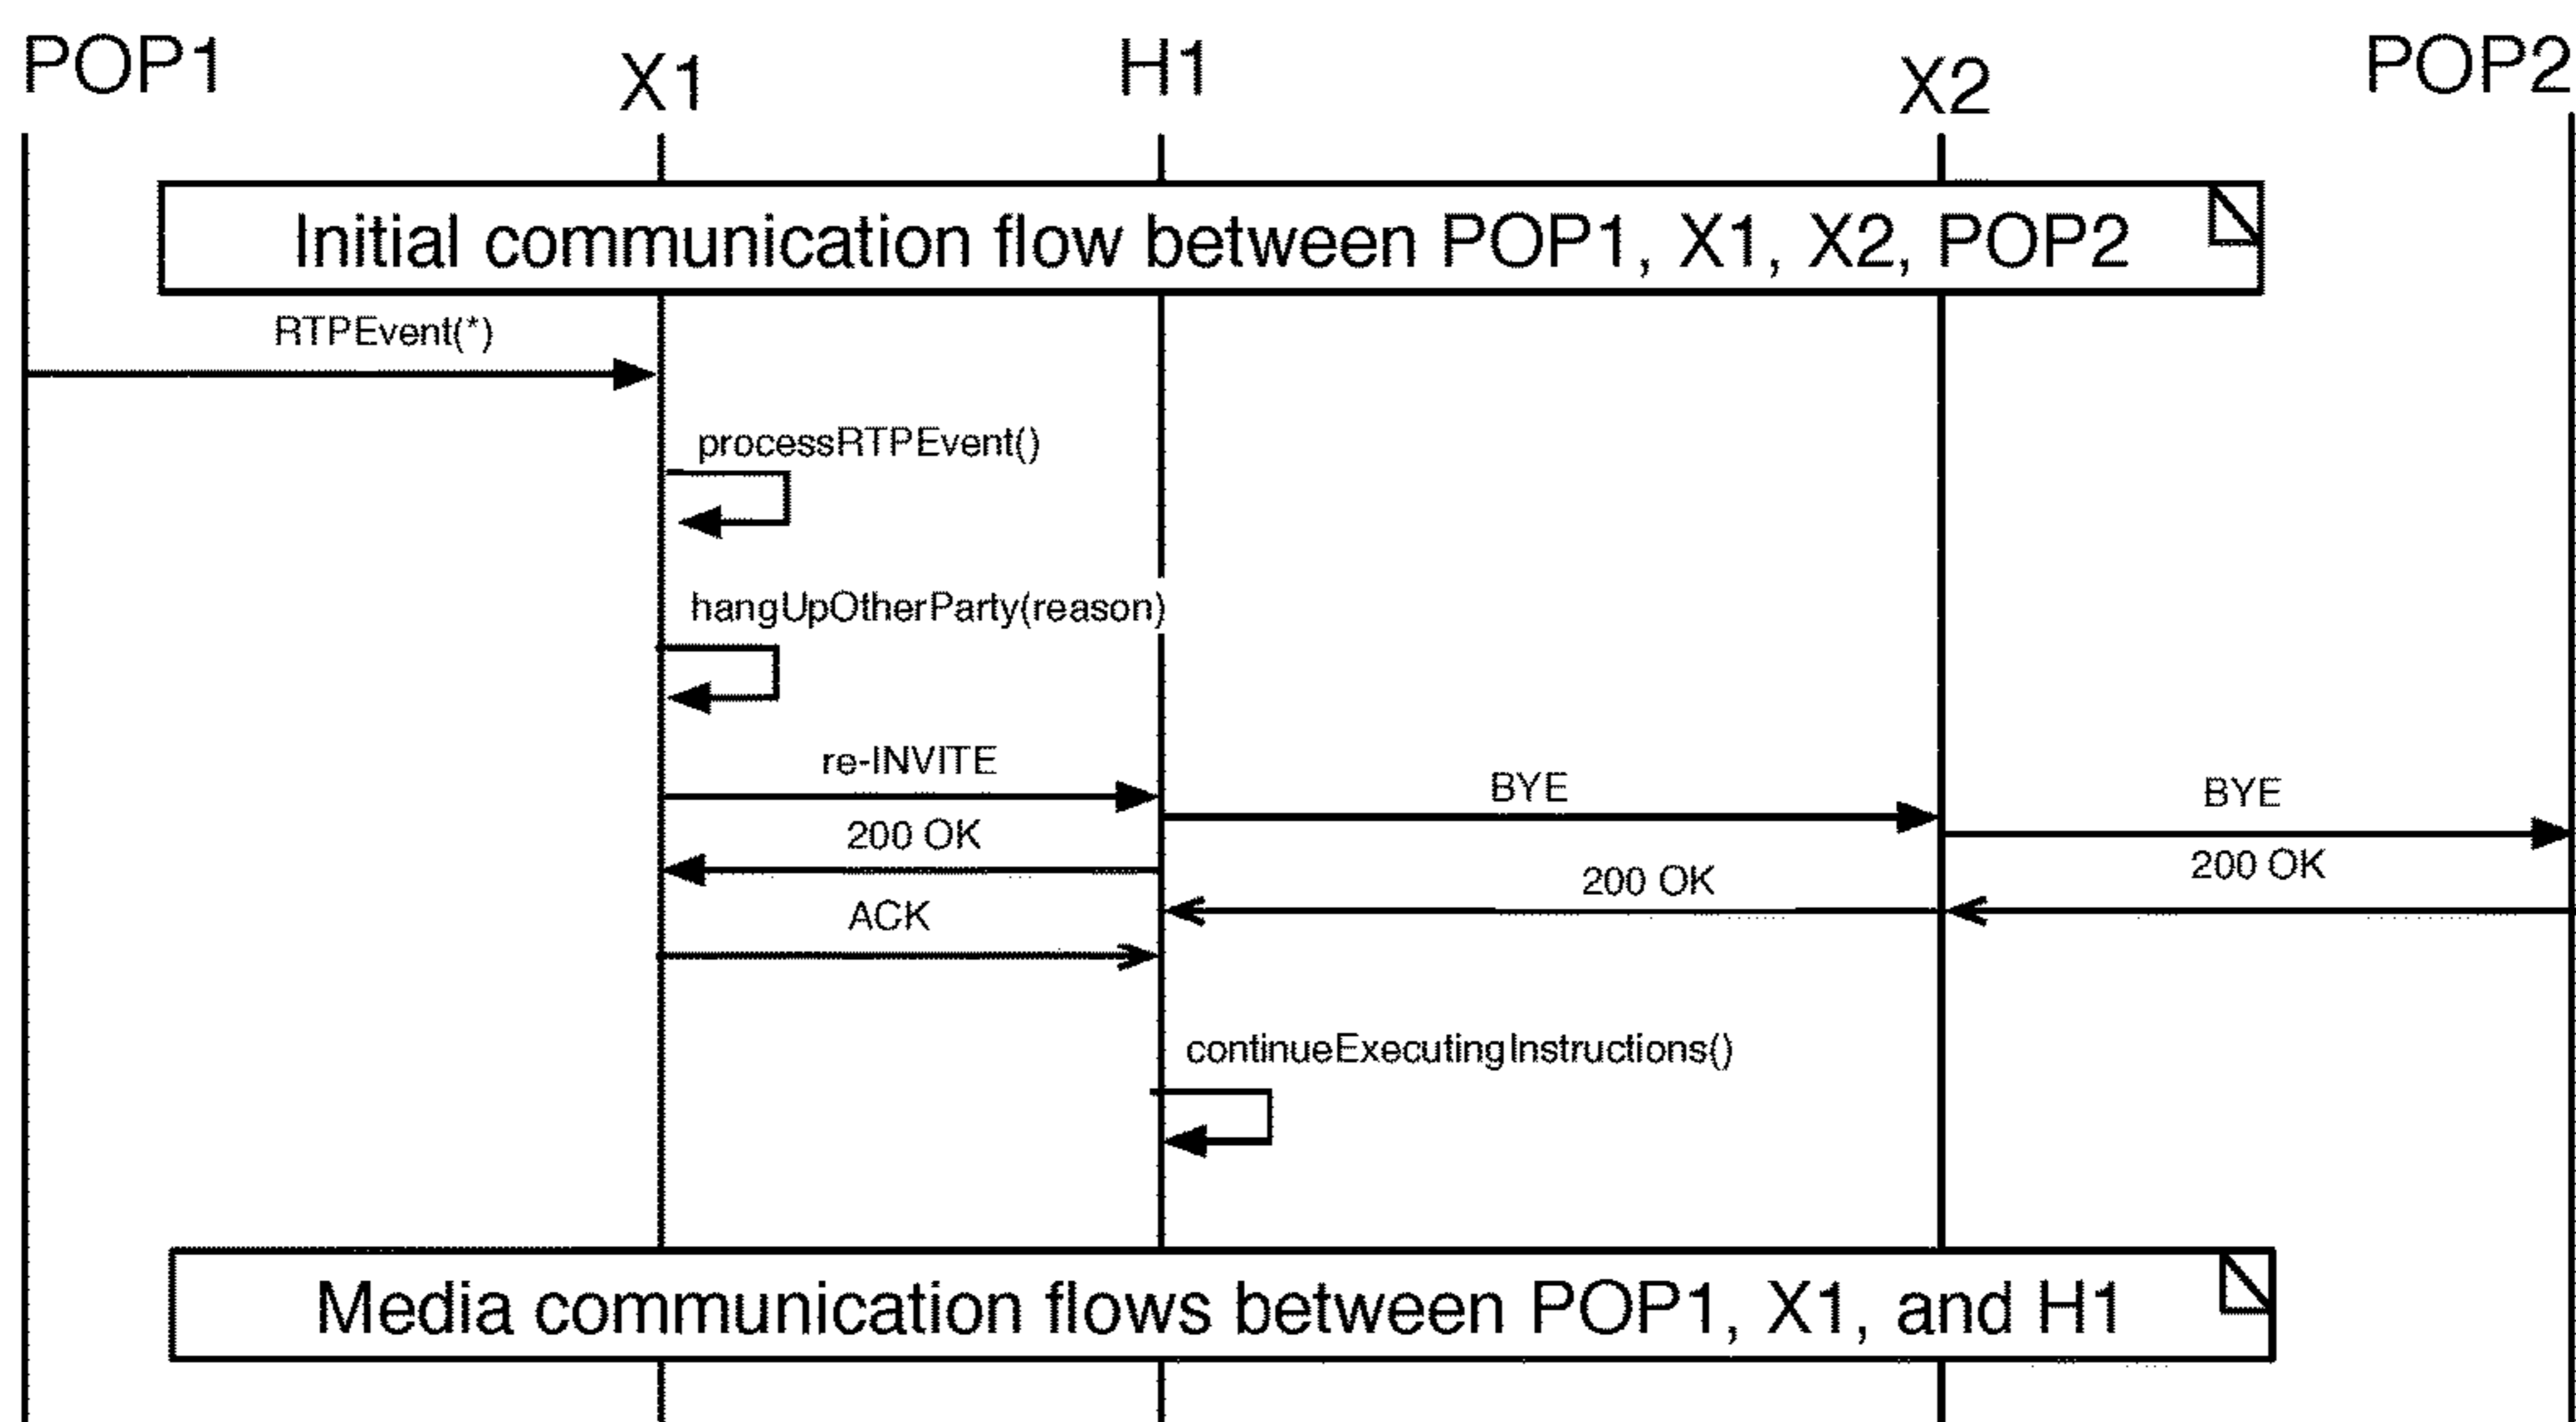 POP1
X1
H1
X2
POP2
Initial communication flow between POP1, X1, X2, POP2
RTPEvent(*)
processRTPEvent()
hangUpOtherParty(reason)
re-INVITE
BYE
BYE
200 OK
200 OK
200 OK
ACK
continueExecutingInstructions()
Media communication flows between POP1, X1, and H1